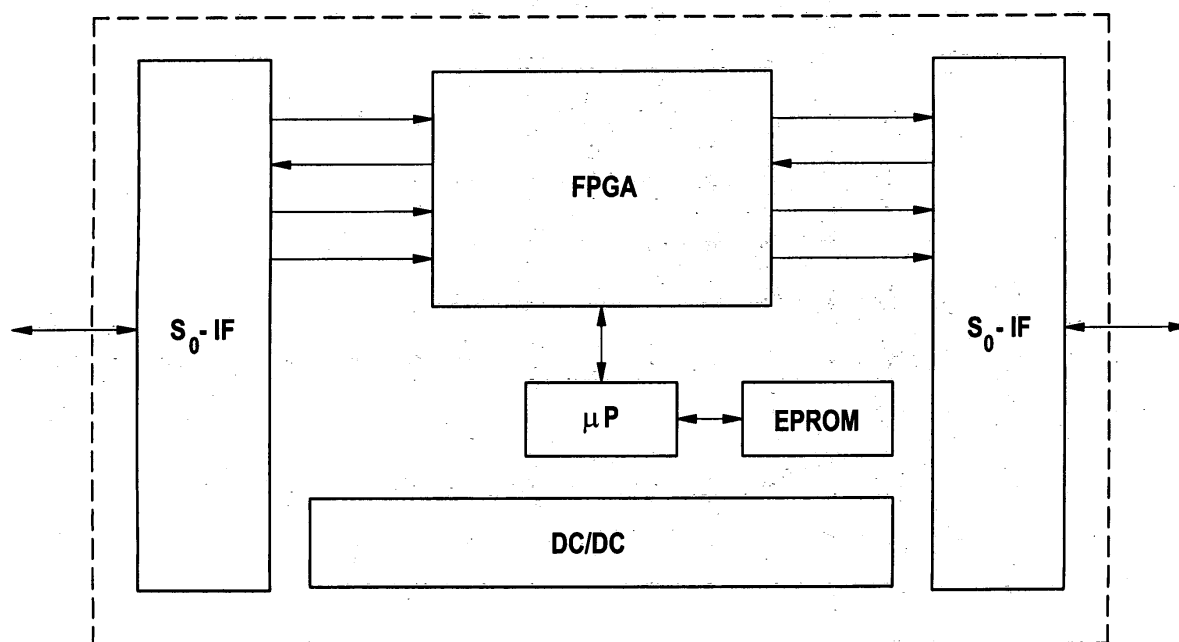 FPGA
S₀- IF
S₀- IF
μP
EPROM
DC/DC